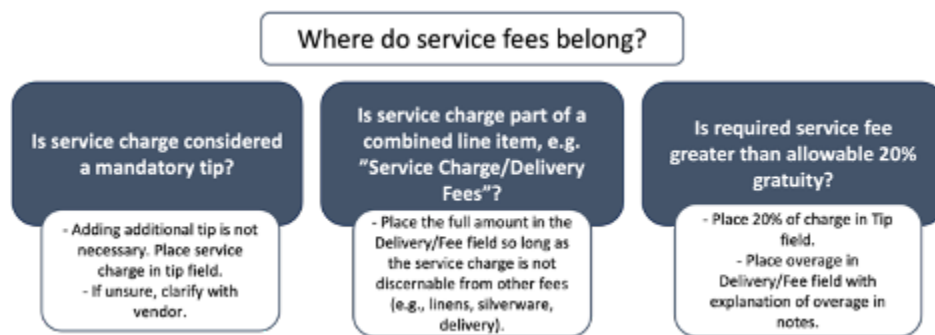 Where do service fees belong?
Is service charge considered
a mandatory tip?
- Adding additional tip is not
necessary. Place service
charge in tip field.
- If unsure, clarify with
vendor.
Is service charge part of a
combined line item, e.g.
"Service Charge/Delivery
Fees"?
- Place the full amount in the
Delivery/Fee field so long as
the service charge is not
discernable from other fees
(e.g., linens, silverware,
delivery).
Is required service fee
greater than allowable 20%
gratuity?
- Place 20% of charge in Tip
field.
- Place overage in
Delivery/Fee field with
explanation of overage in
notes.